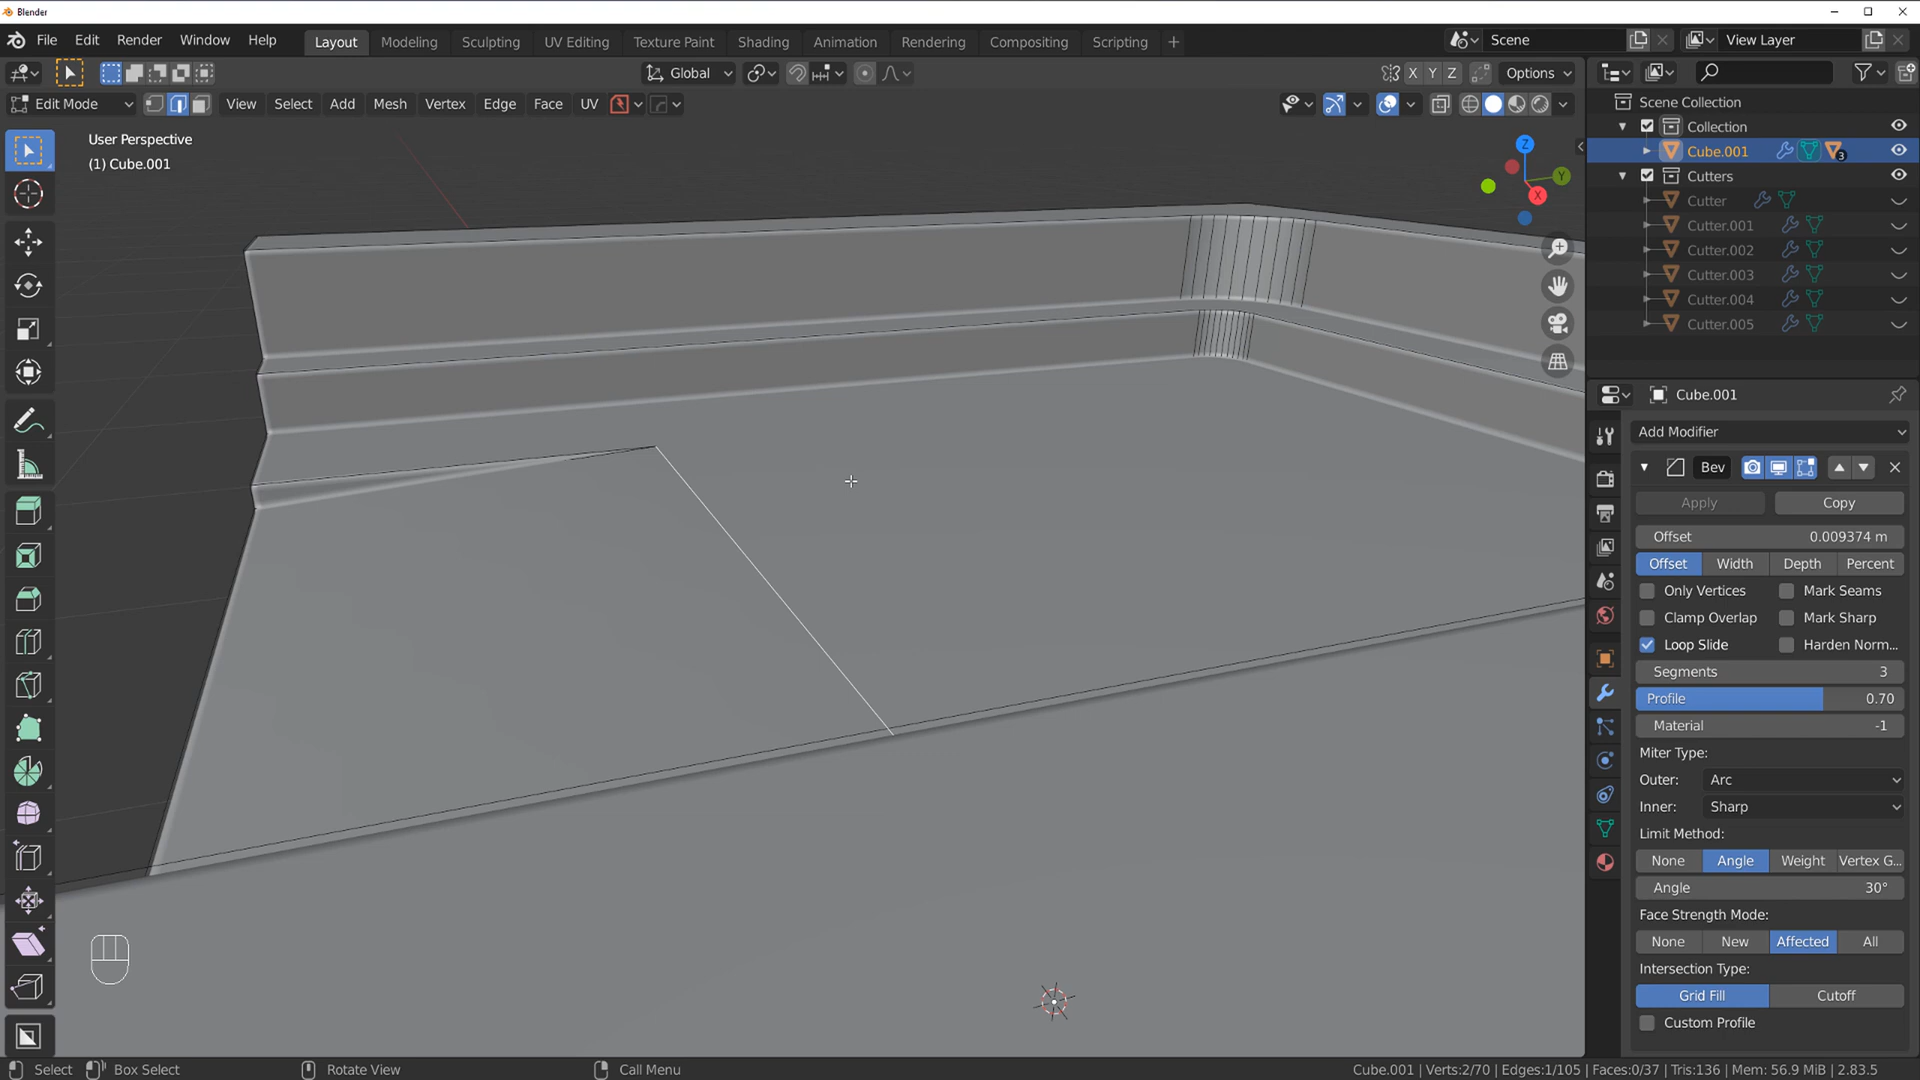 Blender
File Edit Render Window Help Layout Modeling Sculpting UV Editing Texture Paint Shading Animation Rendering Compositing Scripting + Scene View Layer
Global X Y Z Options
Edit Mode View Select Add Mesh Vertex Edge Face UV
User Perspective
(1) Cube.001
Z
Y
X
Scene Collection
Collection
Cube.001 3
Cutters
Cutter
Cutter.001
Cutter.002
Cutter.003
Cutter.004
Cutter.005
Cube.001
Add Modifier
Bev
Apply Copy
Offset 0.009374 m
Offset Width Depth Percent
Only Vertices Mark Seams
Clamp Overlap Mark Sharp
Loop Slide Harden Norm...
Segments 3
Profile 0.70
Material -1
Miter Type:
Outer: Arc
Inner: Sharp
Limit Method:
None Angle Weight Vertex G...
Angle 30°
Face Strength Mode:
None New Affected All
Intersection Type:
Grid Fill Cutoff
Custom Profile
Select Box Select Rotate View Call Menu Cube.001 | Verts:2/70 | Edges:1/105 | Faces:0/37 | Tris:136 | Mem: 56.9 MiB | 2.83.5